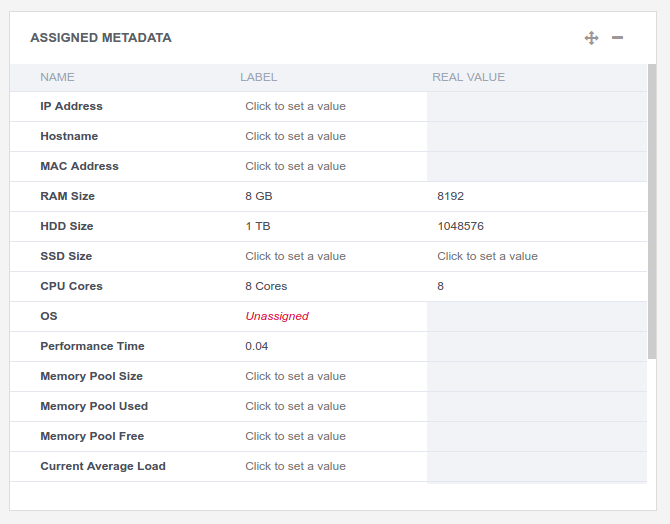 ASSIGNED METADATA
NAME LABEL REAL VALUE
IP Address Click to set a value
Hostname Click to set a value
MAC Address Click to set a value
RAM Size 8 GB 8192
HDD Size 1 TB 1048576
SSD Size Click to set a value Click to set a value
CPU Cores 8 Cores 8
OS Unassigned
Performance Time 0.04
Memory Pool Size Click to set a value
Memory Pool Used Click to set a value
Memory Pool Free Click to set a value
Current Average Load Click to set a value